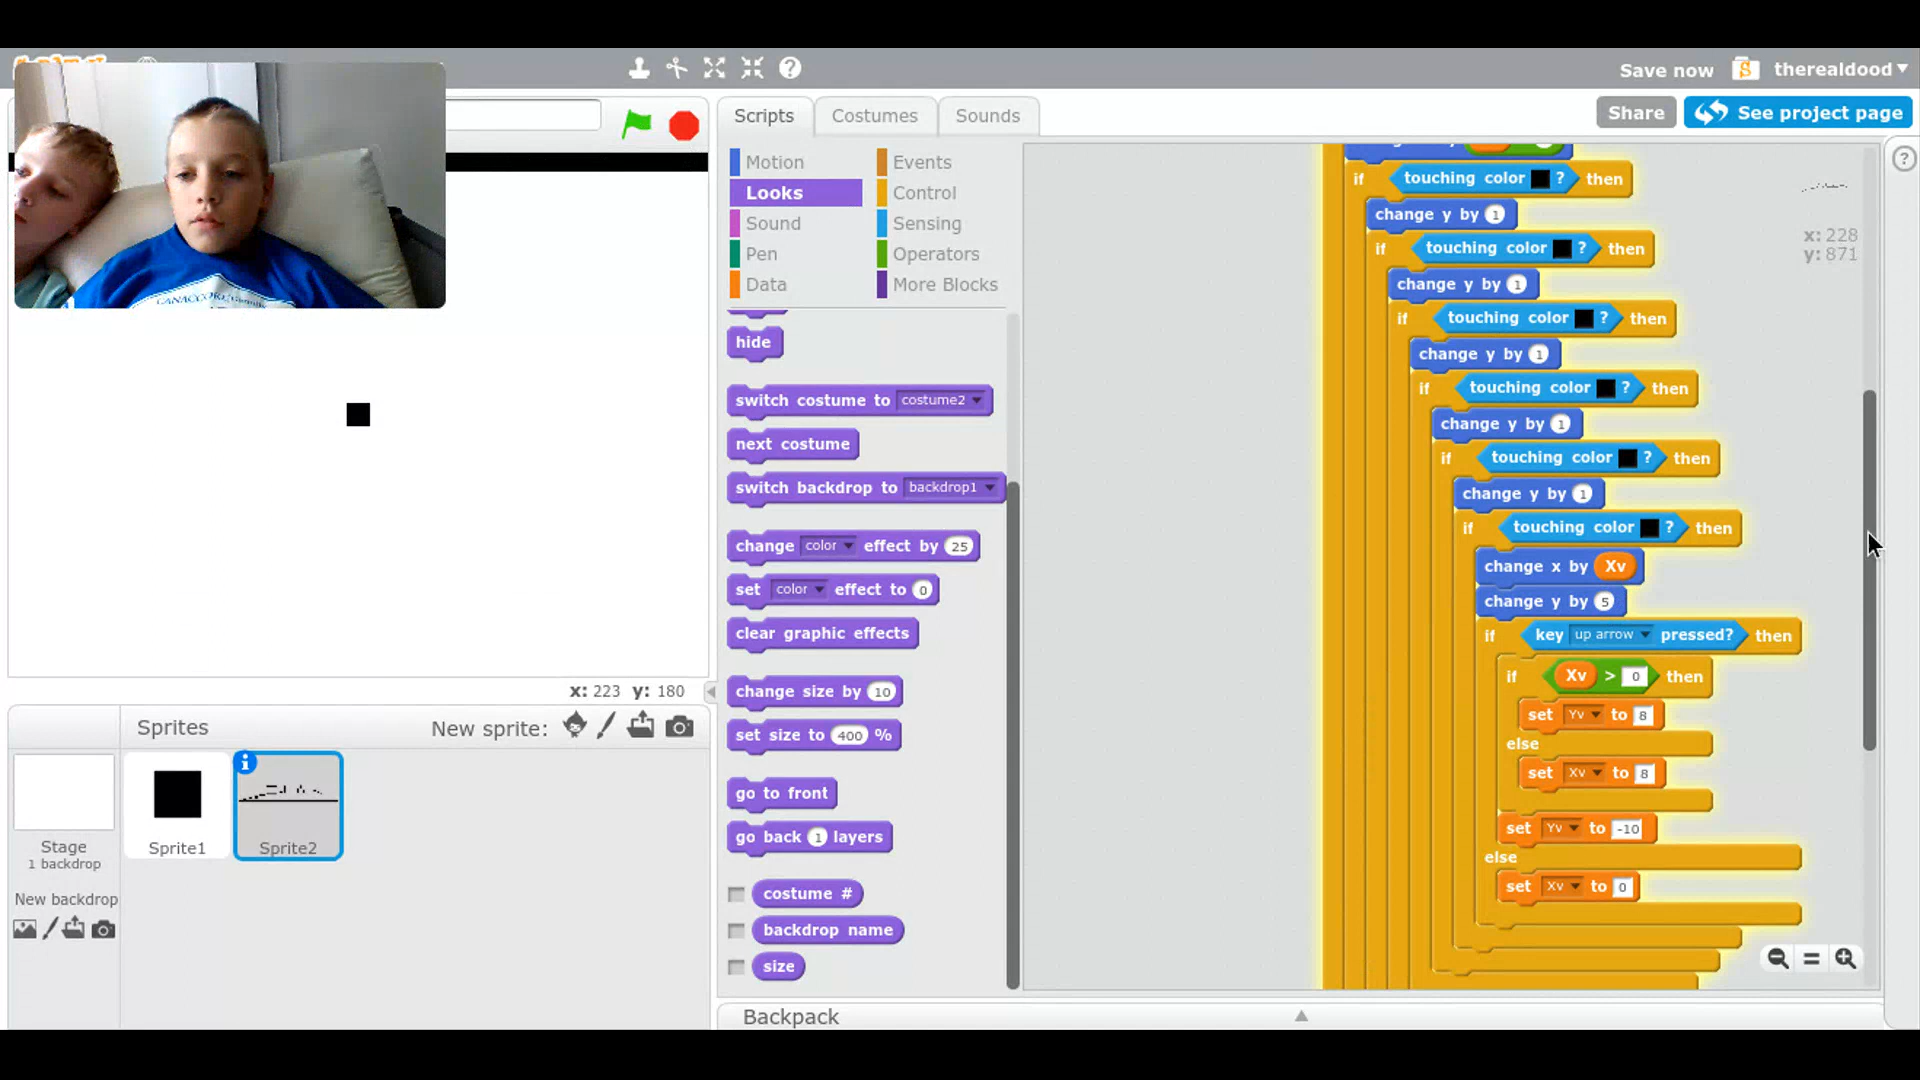 Save now
therealdood
Scripts
Costumes
Sounds
Share
See project page
Motion
Looks
Sound
Pen
Data
Events
Control
Sensing
Operators
More Blocks
hide
switch costume to costume2
next costume
switch backdrop to backdrop1
change color effect by 25
set color effect to 0
clear graphic effects
change size by 10
set size to 400 %
go to front
go back 1 layers
costume #
backdrop name
size
if touching color ? then
change y by 1
if touching color ? then
change y by 1
if touching color ? then
change y by 1
if touching color ? then
change y by 1
if touching color ? then
change y by 1
if touching color ? then
change x by Xv
change y by 5
if key up arrow pressed? then
if Xv > 0 then
set Yv to 8
else
set Xv to 8
set Yv to -10
else
set Xv to 0
x: 228
y: 871
x: 223 y: 180
Sprites
New sprite:
Stage
1 backdrop
New backdrop
Sprite1
Sprite2
Backpack